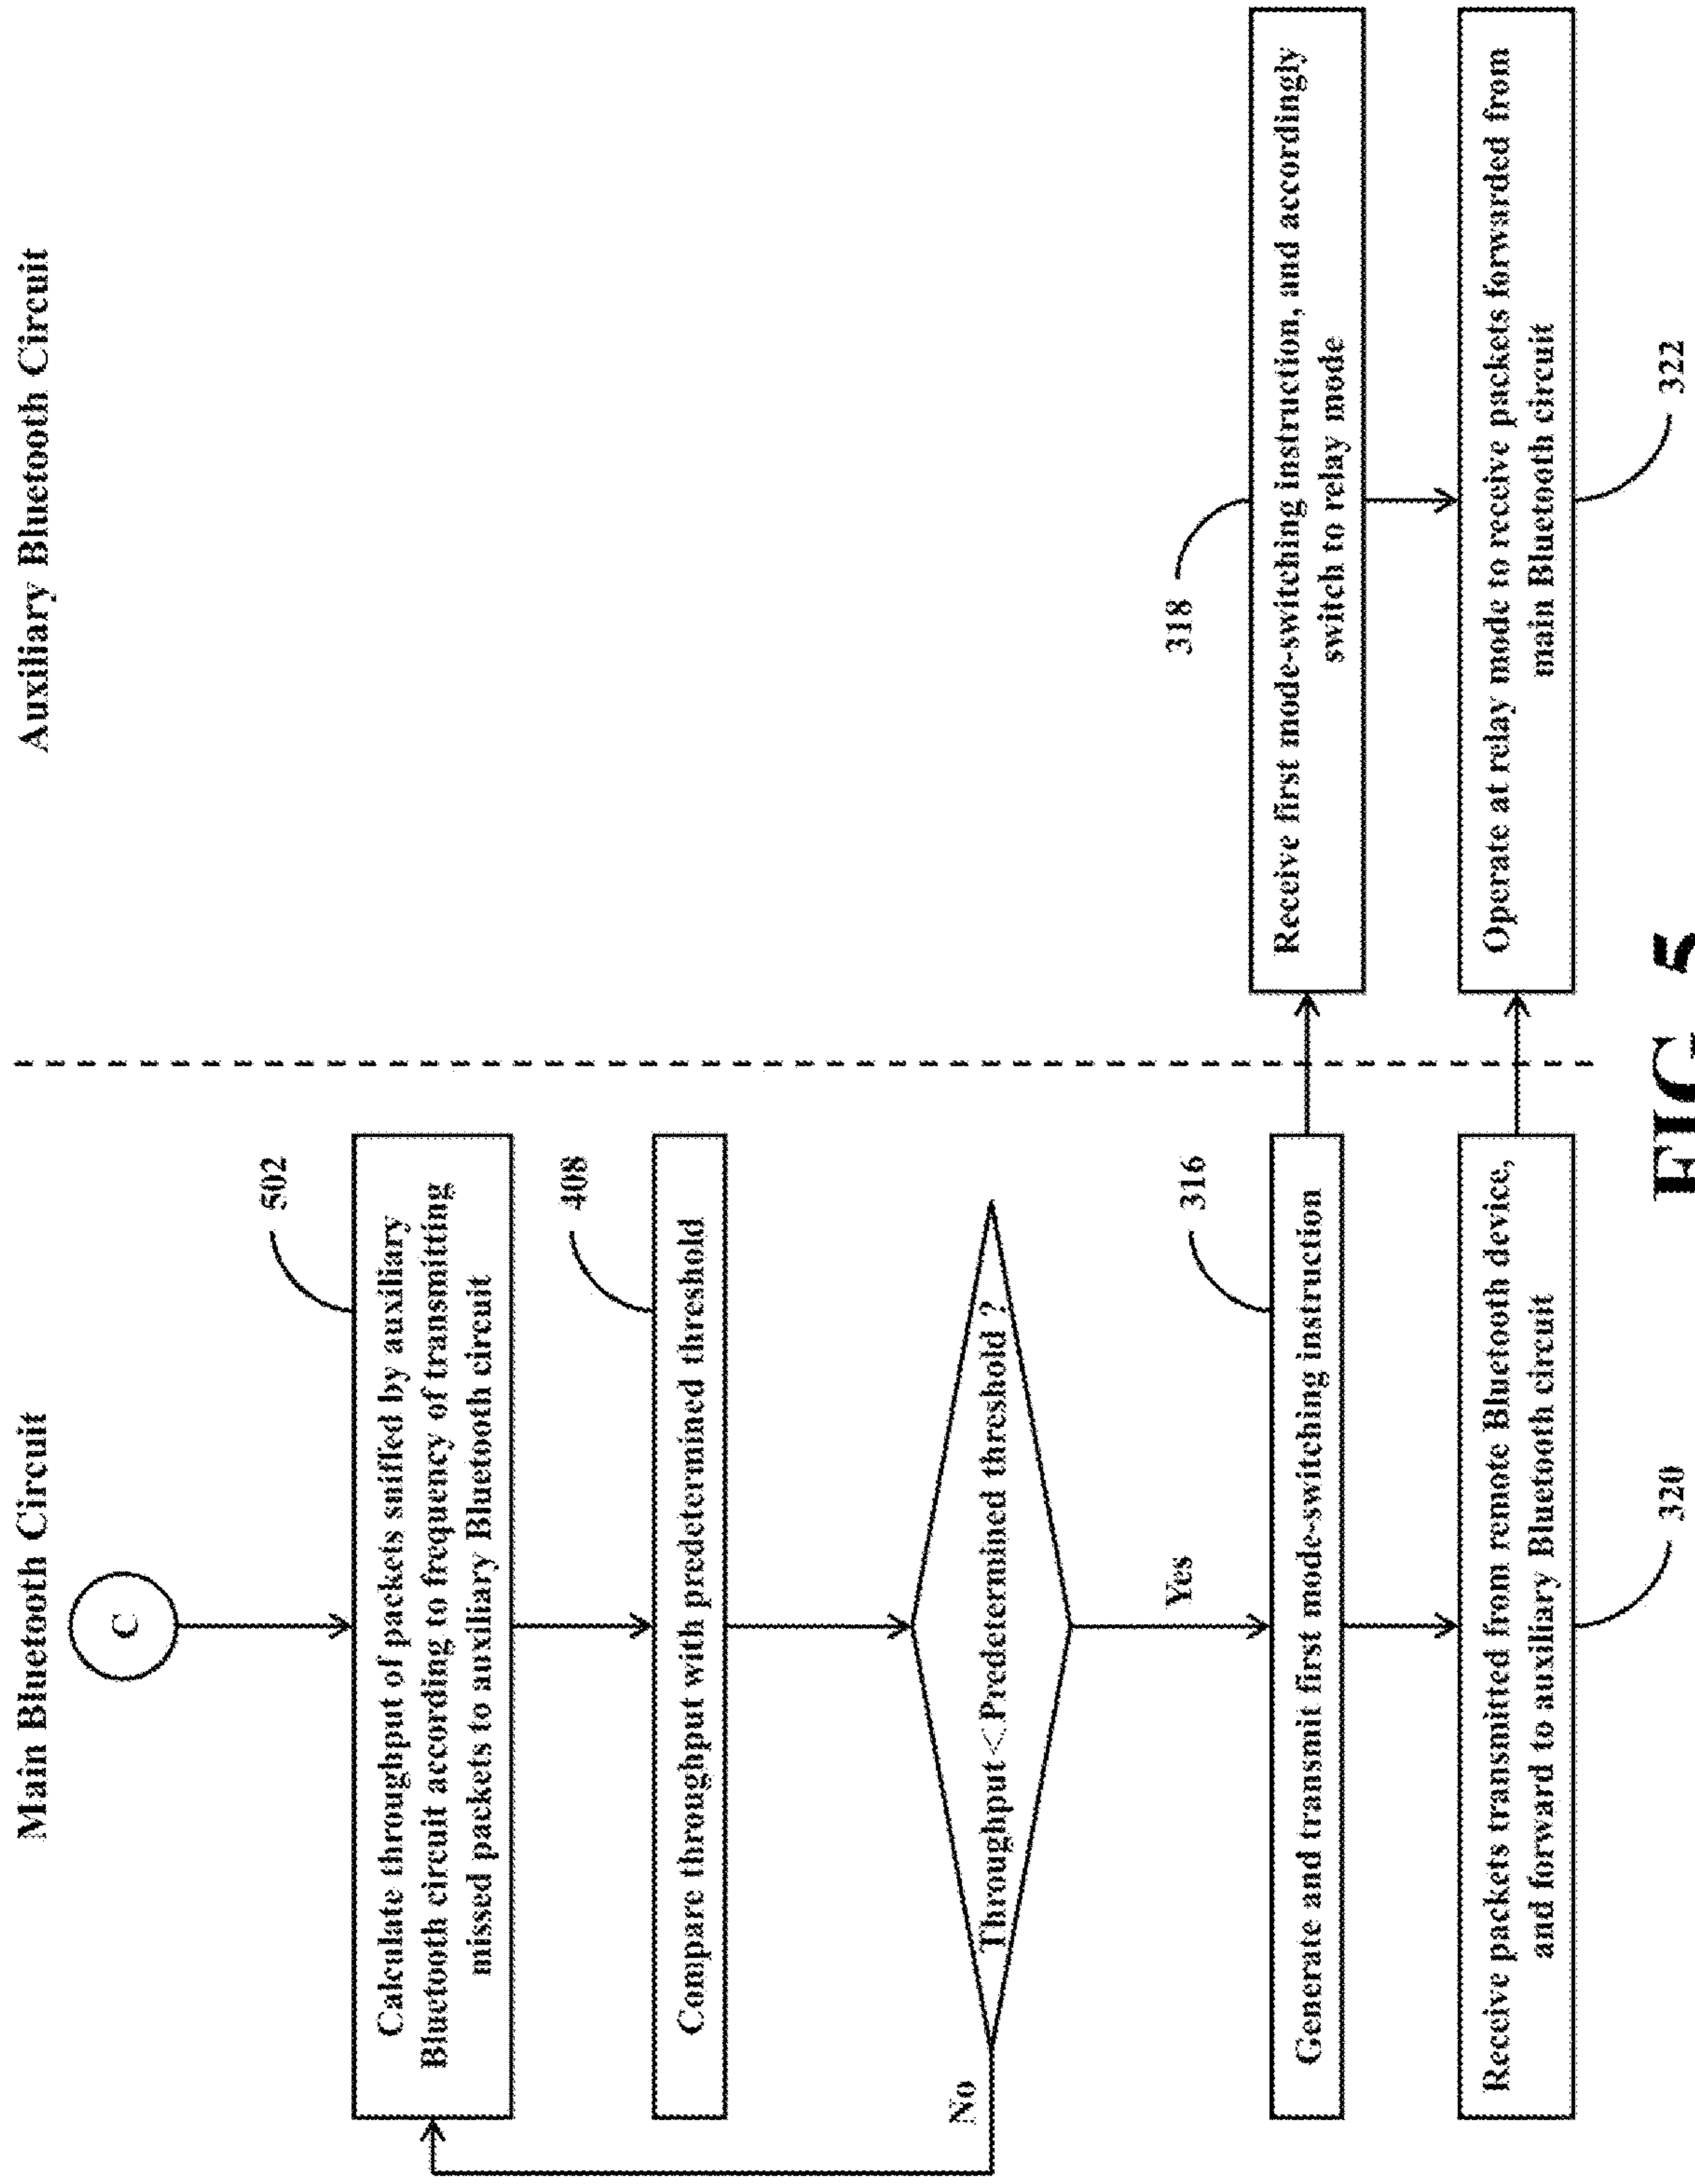 Main Bluetooth Circuit
Auxiliary Bluetooth Circuit
C
502
Calculate throughput of packets sniffed by auxiliary
Bluetooth circuit according to frequency of transmitting
missed packets to auxiliary Bluetooth circuit
408
Compare throughput with predetermined threshold
Throughput < Predetermined threshold ?
No
Yes
316
Generate and transmit first mode-switching instruction
318
Receive first mode-switching instruction, and accordingly
switch to relay mode
Receive packets transmitted from remote Bluetooth device,
and forward to auxiliary Bluetooth circuit
320
Operate at relay mode to receive packets forwarded from
main Bluetooth circuit
322
FIG. 5